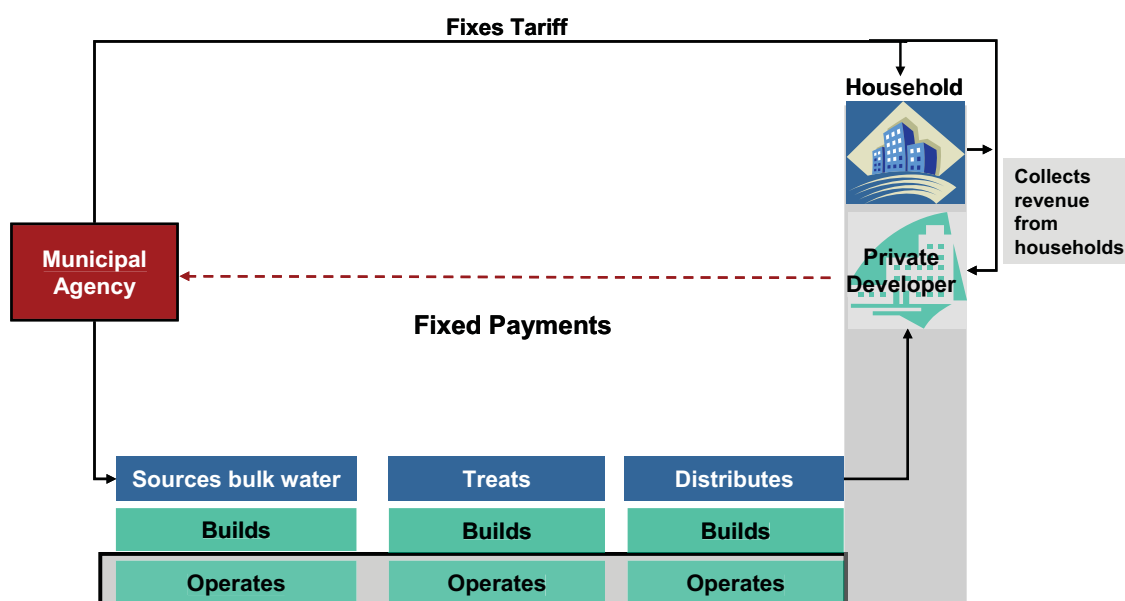 Fixes Tariff
Household
Collects
revenue
from
households
Municipal
Agency
Private
Developer
Fixed Payments
Sources bulk water
Treats
Distributes
Builds
Builds
Builds
Operates
Operates
Operates